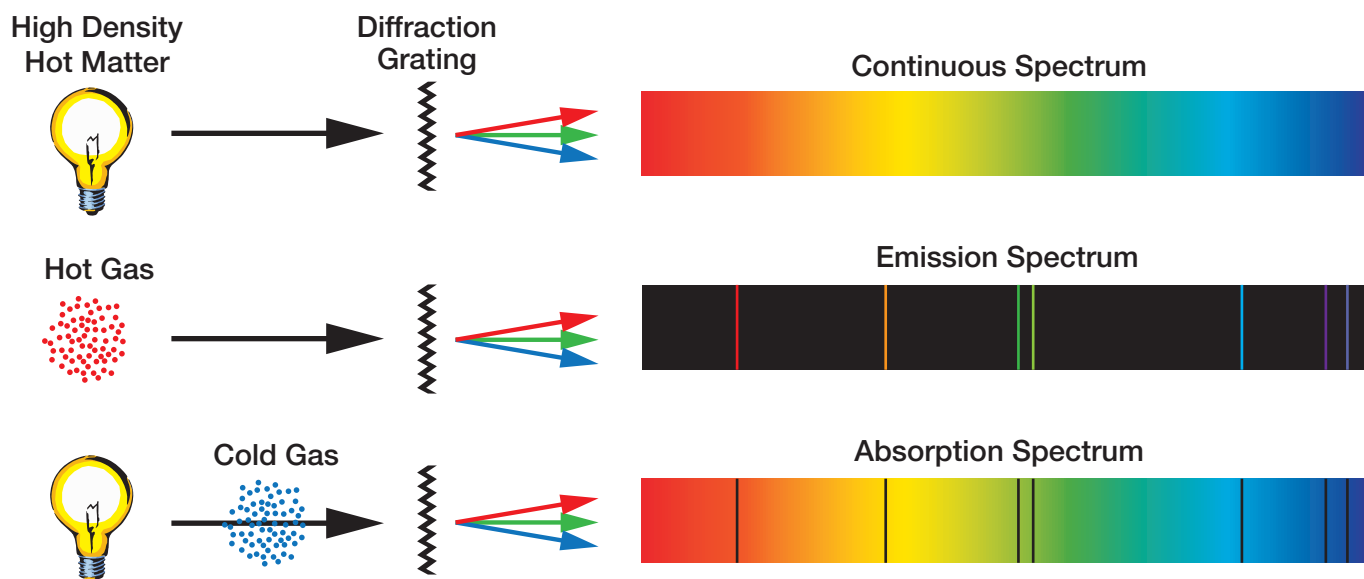 High Density
Hot Matter
Diffraction
Grating
Continuous Spectrum
Hot Gas
Emission Spectrum
Cold Gas
Absorption Spectrum